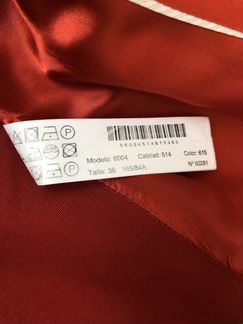 P
Modelo: 6004 Calidad: 514 Color: 615
Talla: 36 165/84A Nº 60281
P